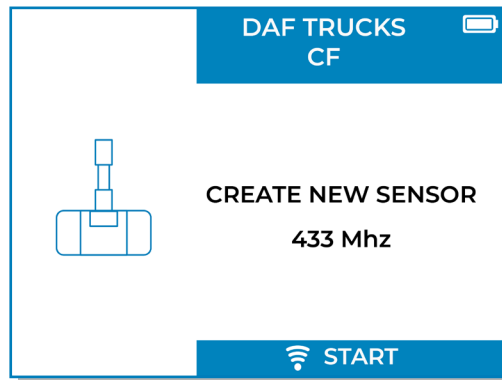 DAF TRUCKS
CF
CREATE NEW SENSOR
433 Mhz
START